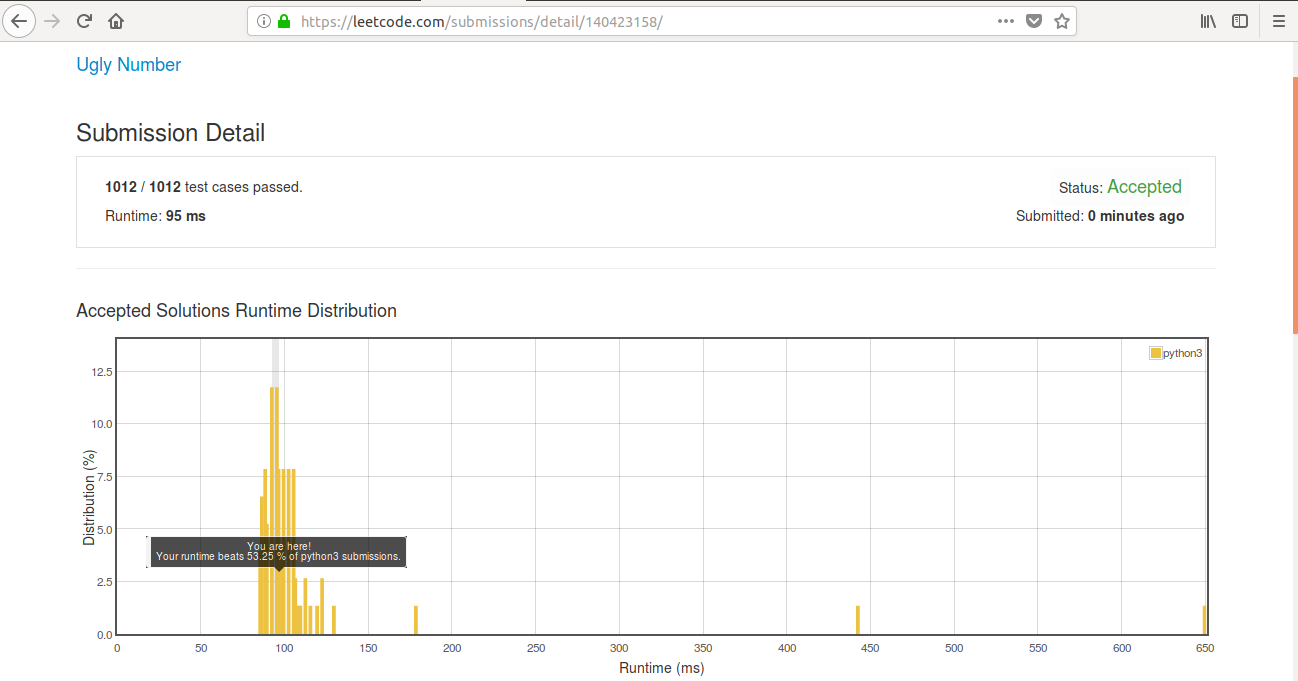 https://leetcode.com/submissions/detail/140423158/
Ugly Number
Submission Detail
1012 / 1012 test cases passed.
Status: Accepted
Runtime: 95 ms
Submitted: 0 minutes ago
Accepted Solutions Runtime Distribution
python3
12.5
10.0
7.5
5.0
2.5
0.0
Distribution (%)
You are here!
Your runtime beats 53.25 % of python3 submissions.
0 50 100 150 200 250 300 350 400 450 500 550 600 650
Runtime (ms)